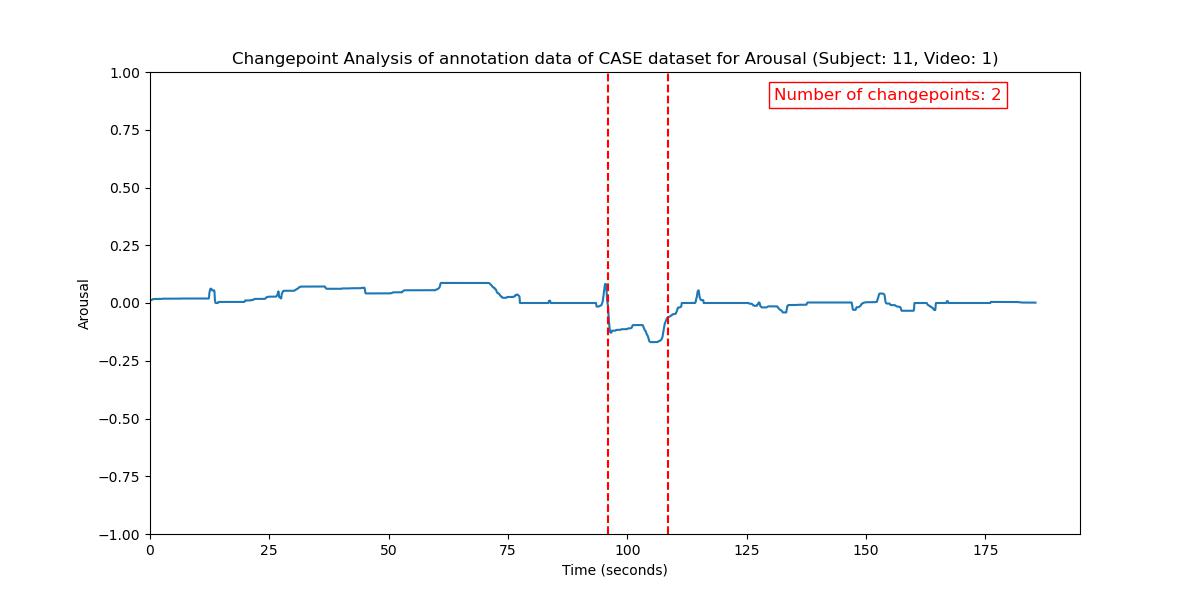 Changepoint Analysis of annotation data of CASE dataset for Arousal (Subject: 11, Video: 1)
Number of changepoints: 2
1.00
0.75
0.50
0.25
0.00
−0.25
−0.50
−0.75
−1.00
Arousal
0 25 50 75 100 125 150 175
Time (seconds)